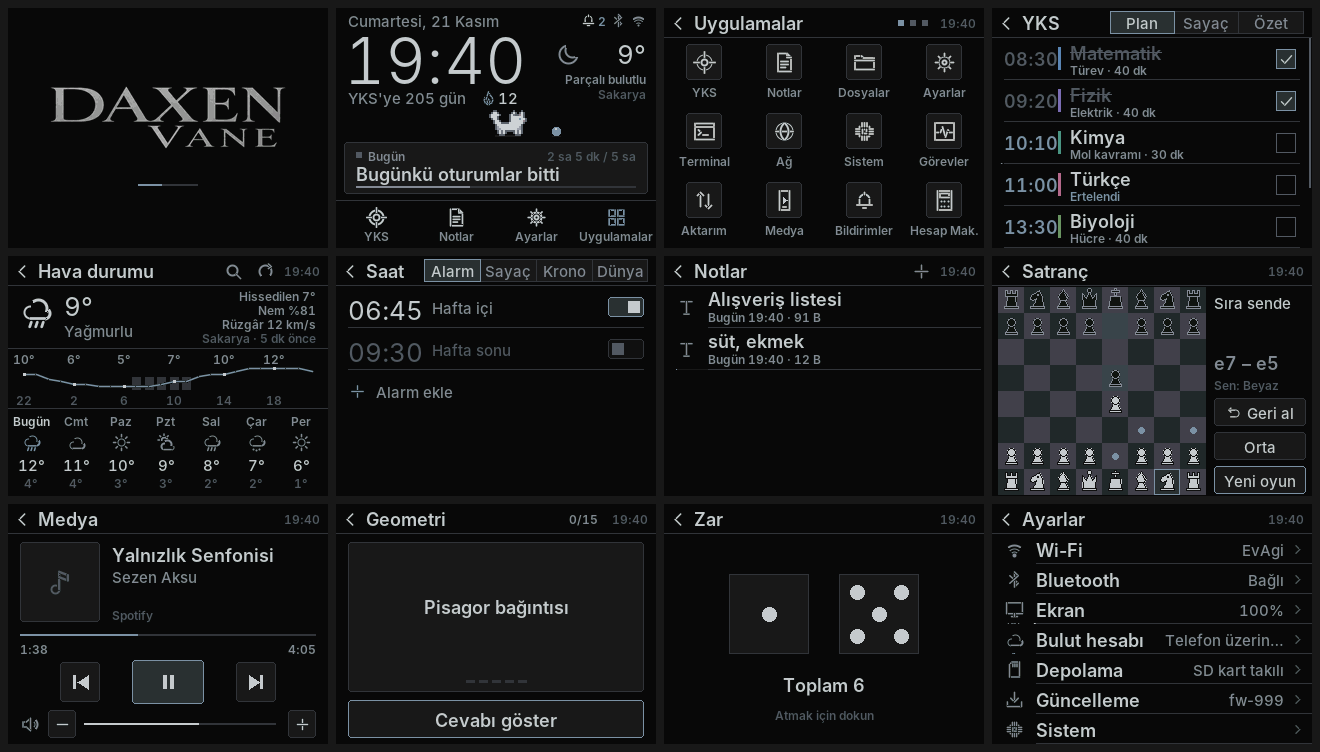 DAXEN
VANE
Cumartesi, 21 Kasım
2
19:40
9°
Parçalı bulutlu
Sakarya
YKS'ye 205 gün
12
Bugün
2 sa 5 dk / 5 sa
Bugünkü oturumlar bitti
YKS
Notlar
Ayarlar
Uygulamalar
Uygulamalar
19:40
YKS
Notlar
Dosyalar
Ayarlar
Terminal
Ağ
Sistem
Görevler
Aktarım
Medya
Bildirimler
Hesap Mak.
YKS
Plan
Sayaç
Özet
08:30
Matematik
Türev · 40 dk
09:20
Fizik
Elektrik · 40 dk
10:10
Kimya
Mol kavramı · 30 dk
11:00
Türkçe
Ertelendi
13:30
Biyoloji
Hücre · 40 dk
Hava durumu
19:40
9°
Yağmurlu
Hissedilen 7°
Nem %81
Rüzgâr 12 km/s
Sakarya · 5 dk önce
10° 6° 5° 7° 10° 12°
22 2 6 10 14 18
Bugün Cmt Paz Pzt Sal Çar Per
12° 11° 10° 9° 8° 7° 6°
4° 4° 3° 3° 2° 2° 1°
Saat
Alarm
Sayaç
Krono
Dünya
06:45
Hafta içi
09:30
Hafta sonu
Alarm ekle
Notlar
19:40
Alışveriş listesi
Bugün 19:40 · 91 B
süt, ekmek
Bugün 19:40 · 12 B
Satranç
19:40
Sıra sende
e7 – e5
Sen: Beyaz
Geri al
Orta
Yeni oyun
Medya
19:40
Yalnızlık Senfonisi
Sezen Aksu
Spotify
1:38
4:05
Geometri
0/15
19:40
Pisagor bağıntısı
Cevabı göster
Zar
19:40
Toplam 6
Atmak için dokun
Ayarlar
19:40
Wi-Fi
EvAgi
Bluetooth
Bağlı
Ekran
100%
Bulut hesabı
Telefon üzerin...
Depolama
SD kart takılı
Güncelleme
fw-999
Sistem